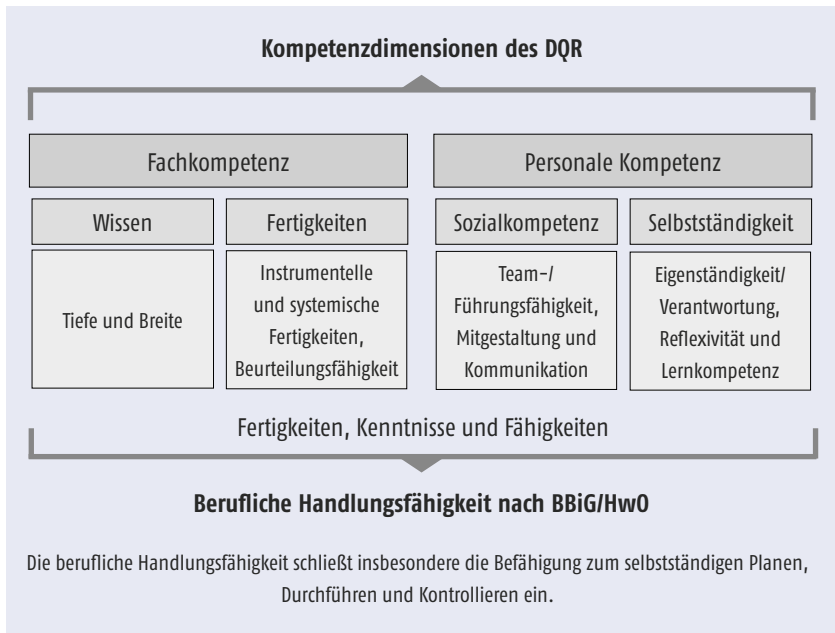 Kompetenzdimensionen des DQR
Fachkompetenz
Personale Kompetenz
Wissen
Fertigkeiten
Sozialkompetenz
Selbstständigkeit
Tiefe und Breite
Instrumentelle
und systemische
Fertigkeiten,
Beurteilungsfähigkeit
Team-/
Führungsfähigkeit,
Mitgestaltung und
Kommunikation
Eigenständigkeit/
Verantwortung,
Reflexivität und
Lernkompetenz
Fertigkeiten, Kenntnisse und Fähigkeiten
Berufliche Handlungsfähigkeit nach BBiG/HwO
Die berufliche Handlungsfähigkeit schließt insbesondere die Befähigung zum selbstständigen Planen,
Durchführen und Kontrollieren ein.